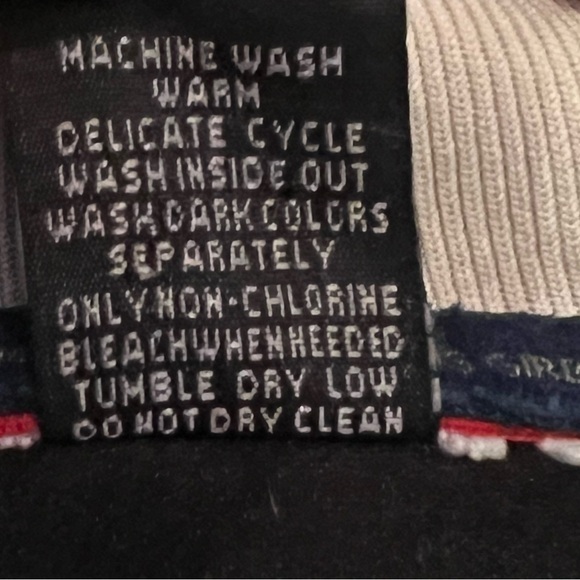 MACHINE WASH
WARM
DELICATE CYCLE
WASH INSIDE OUT
WASH DARK COLORS
SEPARATELY
ONLY NON-CHLORINE
BLEACH WHEN NEEDED
TUMBLE DRY LOW
DO NOT DRY CLEAN